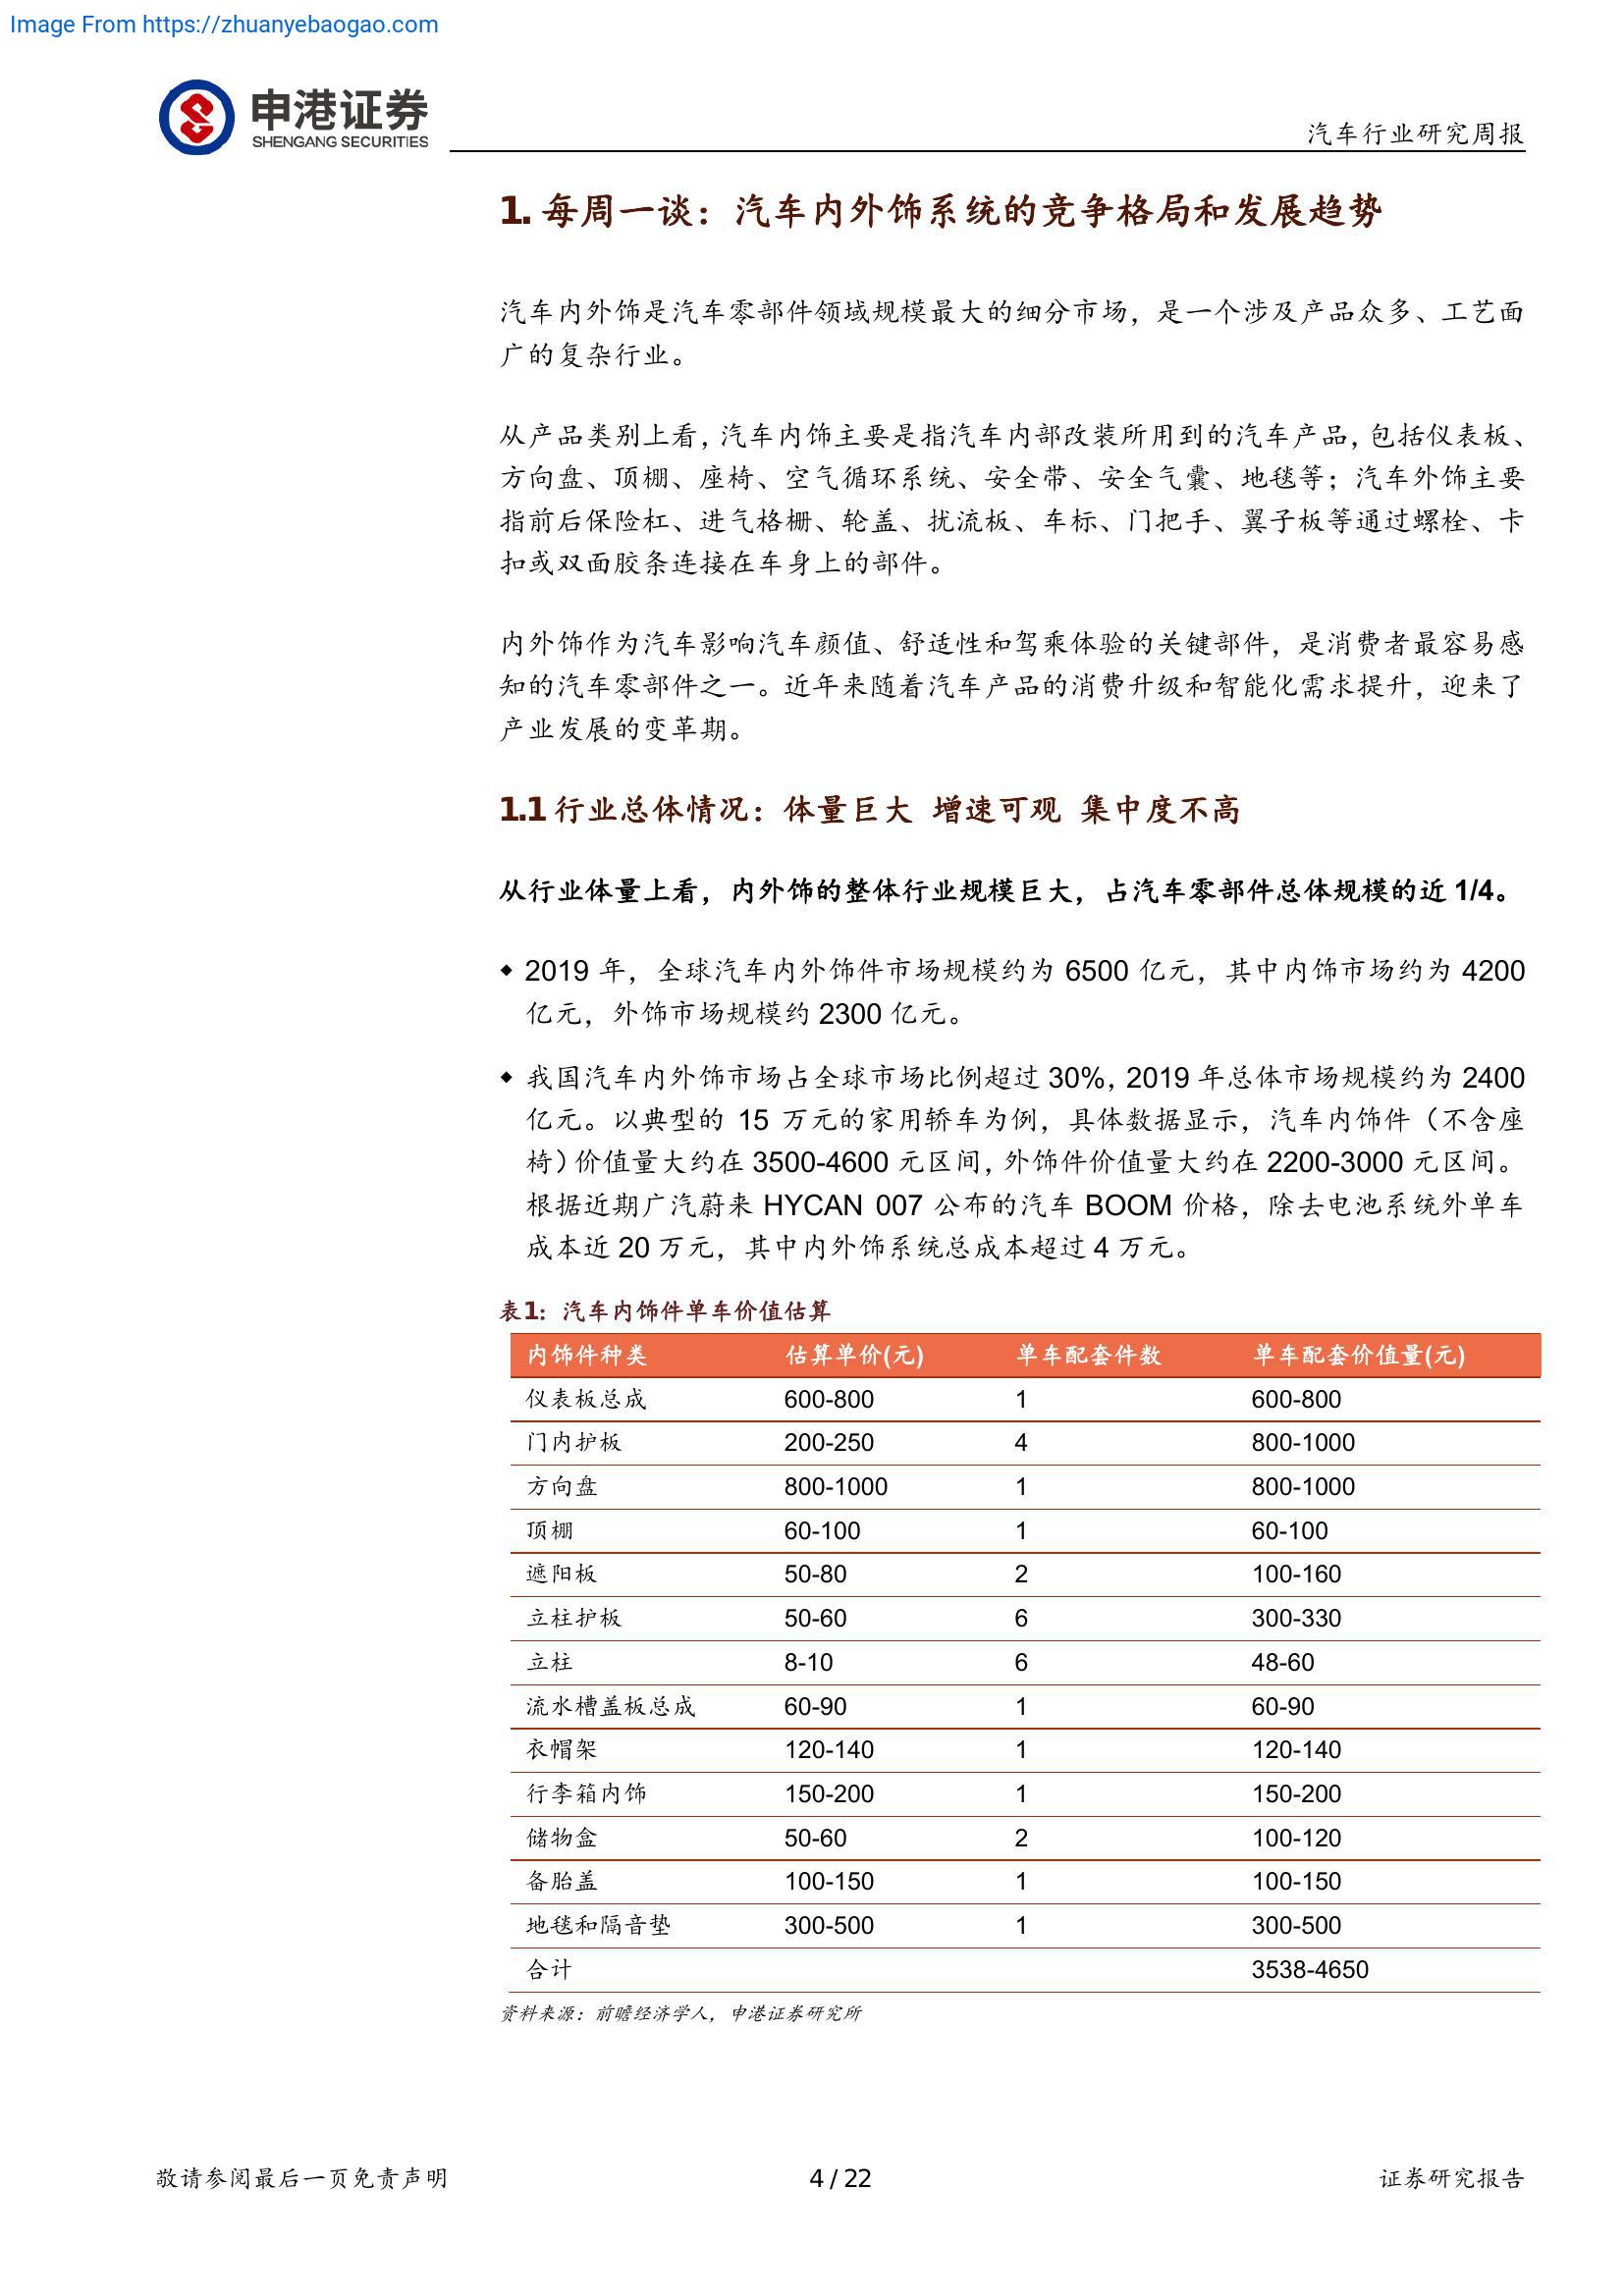 Image From https://zhuanyebaogao.com
申港证券
SHENGANG SECURITIES
汽车行业研究周报
1. 每周一谈：汽车内外饰系统的竞争格局和发展趋势
汽车内外饰是汽车零部件领域规模最大的细分市场，是一个涉及产品众多、工艺面
广的复杂行业。
从产品类别上看，汽车内饰主要是指汽车内部改装所用到的汽车产品，包括仪表板、
方向盘、顶棚、座椅、空气循环系统、安全带、安全气囊、地毯等；汽车外饰主要
指前后保险杠、进气格栅、轮盖、扰流板、车标、门把手、翼子板等通过螺栓、卡
扣或双面胶条连接在车身上的部件。
内外饰作为汽车影响汽车颜值、舒适性和驾乘体验的关键部件，是消费者最容易感
知的汽车零部件之一。近年来随着汽车产品的消费升级和智能化需求提升，迎来了
产业发展的变革期。
1.1 行业总体情况：体量巨大 增速可观 集中度不高
从行业体量上看，内外饰的整体行业规模巨大，占汽车零部件总体规模的近 1/4。
◆ 2019 年，全球汽车内外饰件市场规模约为 6500 亿元，其中内饰市场约为 4200
亿元，外饰市场规模约 2300 亿元。
◆ 我国汽车内外饰市场占全球市场比例超过 30%，2019 年总体市场规模约为 2400
亿元。以典型的 15 万元的家用轿车为例，具体数据显示，汽车内饰件（不含座
椅）价值量大约在 3500-4600 元区间，外饰件价值量大约在 2200-3000 元区间。
根据近期广汽蔚来 HYCAN 007 公布的汽车 BOOM 价格，除去电池系统外单车
成本近 20 万元，其中内外饰系统总成本超过 4 万元。
表1：汽车内饰件单车价值估算
内饰件种类 估算单价(元) 单车配套件数 单车配套价值量(元)
仪表板总成 600-800 1 600-800
门内护板 200-250 4 800-1000
方向盘 800-1000 1 800-1000
顶棚 60-100 1 60-100
遮阳板 50-80 2 100-160
立柱护板 50-60 6 300-330
立柱 8-10 6 48-60
流水槽盖板总成 60-90 1 60-90
衣帽架 120-140 1 120-140
行李箱内饰 150-200 1 150-200
储物盒 50-60 2 100-120
备胎盖 100-150 1 100-150
地毯和隔音垫 300-500 1 300-500
合计 3538-4650
资料来源：前瞻经济学人，申港证券研究所
敬请参阅最后一页免责声明 4 / 22 证券研究报告